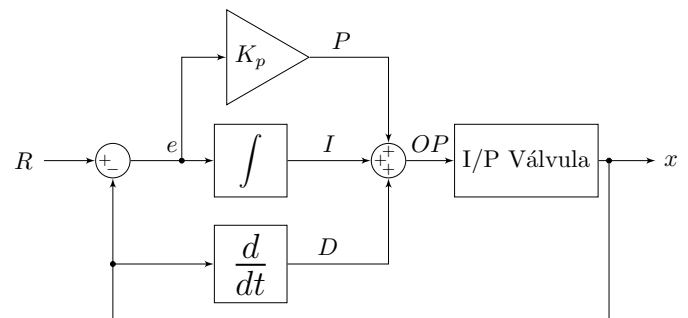 P
K_p
R
+
−
e
∫
I
+
+
+
OP
I/P Válvula
x
d
dt
D